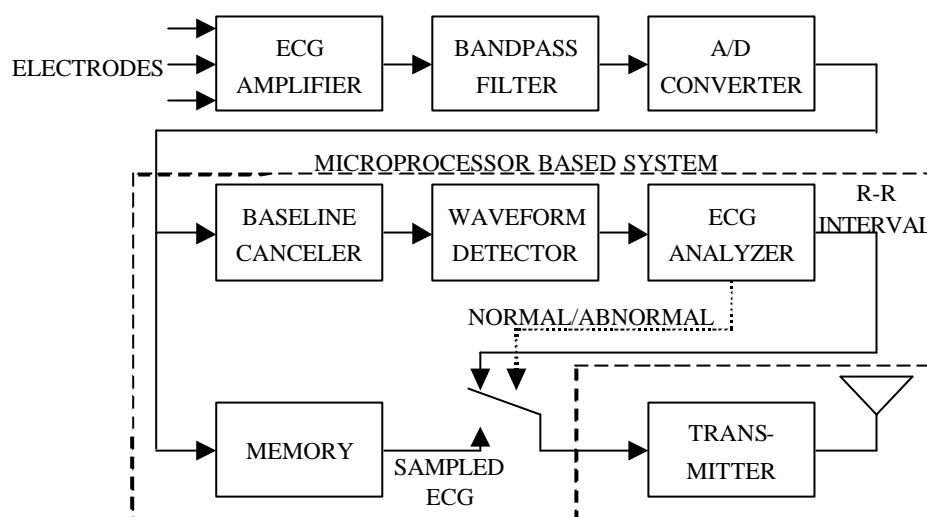 ELECTRODES
ECG
AMPLIFIER
BANDPASS
FILTER
A/D
CONVERTER
MICROPROCESSOR BASED SYSTEM
BASELINE
CANCELER
WAVEFORM
DETECTOR
ECG
ANALYZER
R-R
INTERVAL
NORMAL/ABNORMAL
MEMORY
SAMPLED
ECG
TRANS-
MITTER